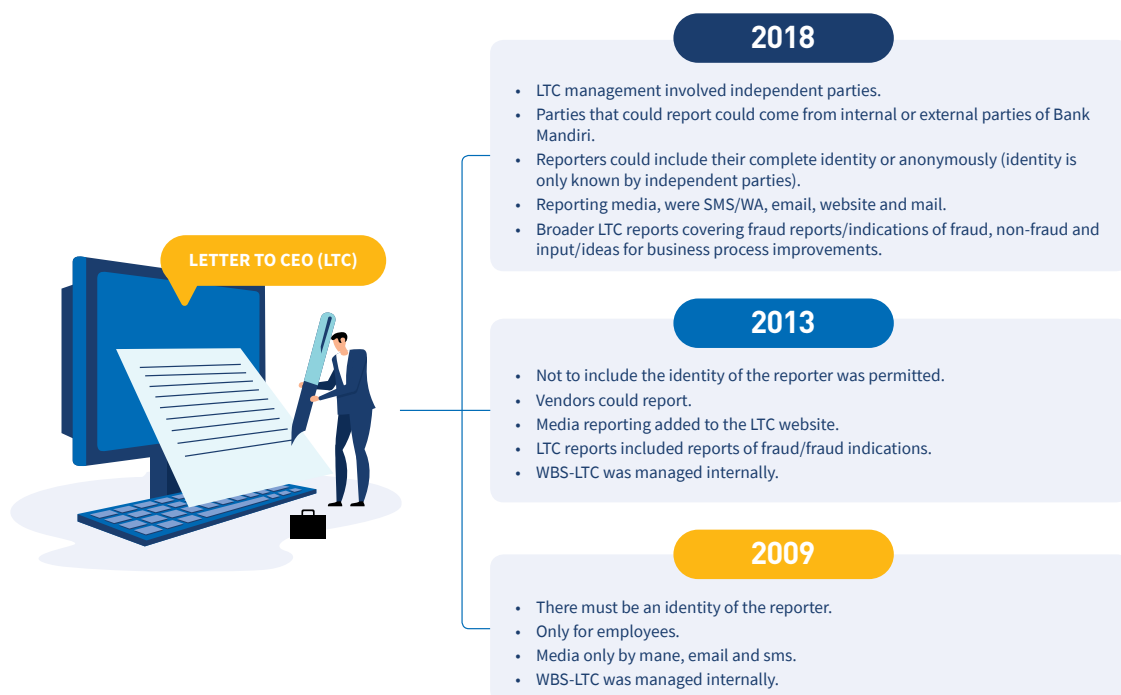 LETTER TO CEO (LTC)
2018
• LTC management involved independent parties.
• Parties that could report could come from internal or external parties of Bank
Mandiri.
• Reporters could include their complete identity or anonymously (identity is
only known by independent parties).
• Reporting media, were SMS/WA, email, website and mail.
• Broader LTC reports covering fraud reports/indications of fraud, non-fraud and
input/ideas for business process improvements.
2013
• Not to include the identity of the reporter was permitted.
• Vendors could report.
• Media reporting added to the LTC website.
• LTC reports included reports of fraud/fraud indications.
• WBS-LTC was managed internally.
2009
• There must be an identity of the reporter.
• Only for employees.
• Media only by mane, email and sms.
• WBS-LTC was managed internally.